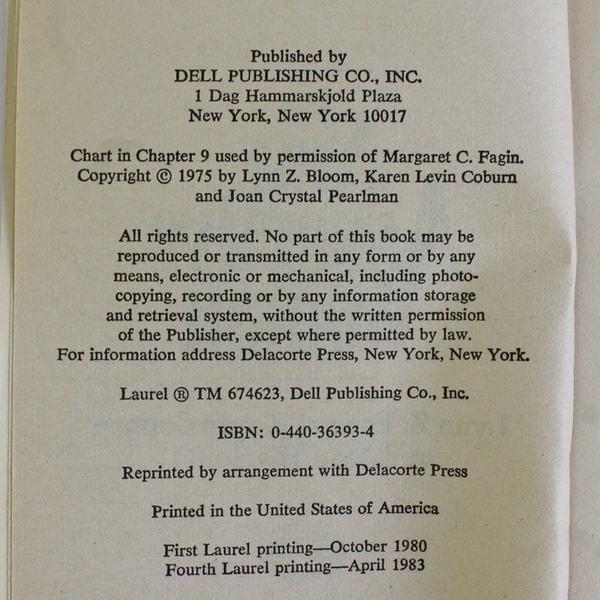 Published by
DELL PUBLISHING CO., INC.
1 Dag Hammarskjold Plaza
New York, New York 10017
Chart in Chapter 9 used by permission of Margaret C. Fagin.
Copyright © 1975 by Lynn Z. Bloom, Karen Levin Coburn
and Joan Crystal Pearlman
All rights reserved. No part of this book may be
reproduced or transmitted in any form or by any
means, electronic or mechanical, including photo-
copying, recording or by any information storage
and retrieval system, without the written permission
of the Publisher, except where permitted by law.
For information address Delacorte Press, New York, New York.
Laurel ® TM 674623, Dell Publishing Co., Inc.
ISBN: 0-440-36393-4
Reprinted by arrangement with Delacorte Press
Printed in the United States of America
First Laurel printing—October 1980
Fourth Laurel printing—April 1983